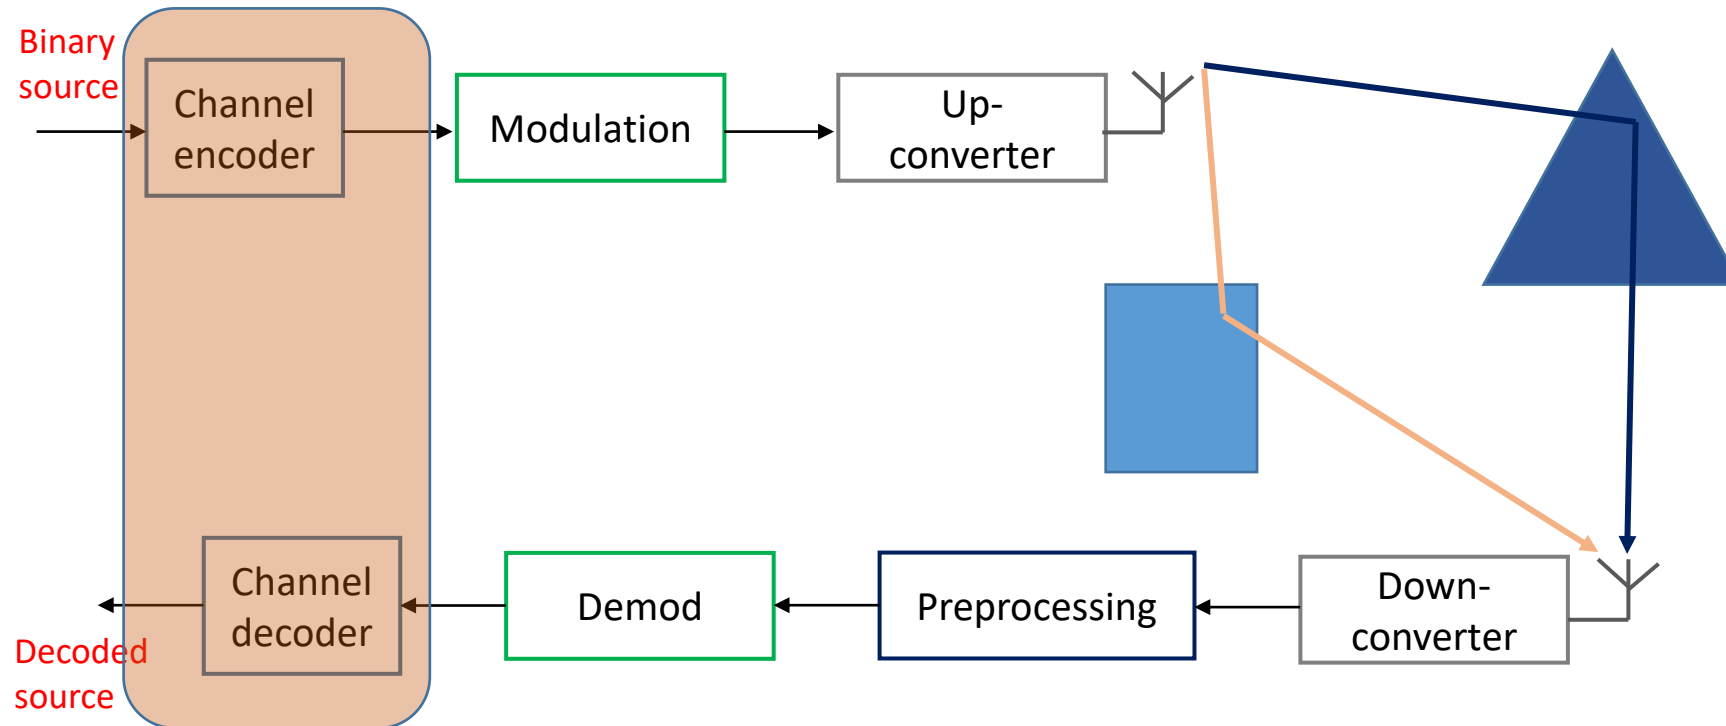 Binary
source
Channel
encoder
Modulation
Up-
converter
Channel
decoder
Demod
Preprocessing
Down-
converter
Decoded
source